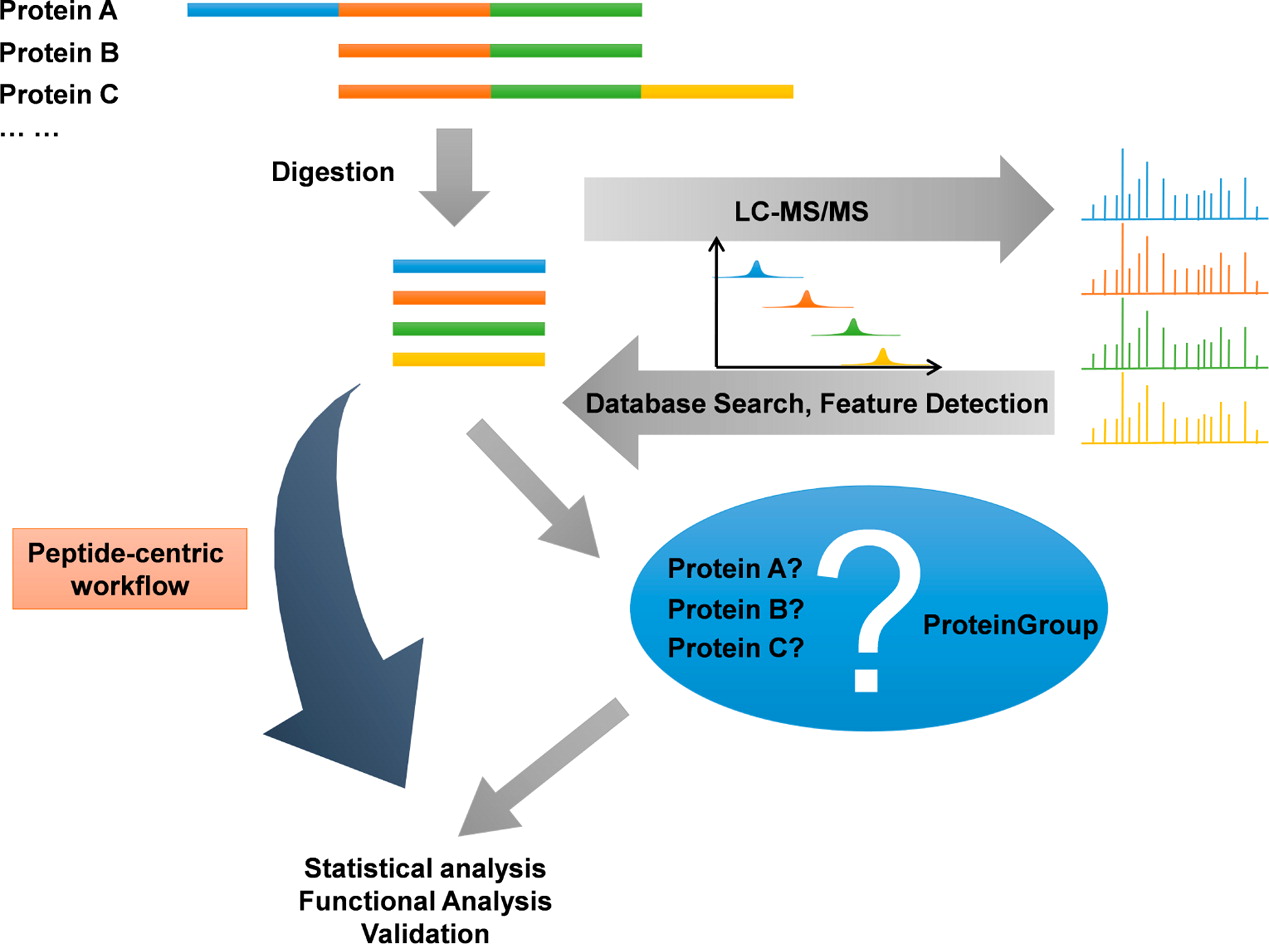 Protein A
Protein B
Protein C
... ...
Digestion
LC-MS/MS
Database Search, Feature Detection
Peptide-centric
workflow
Protein A?
Protein B?
Protein C?
?
ProteinGroup
Statistical analysis
Functional Analysis
Validation